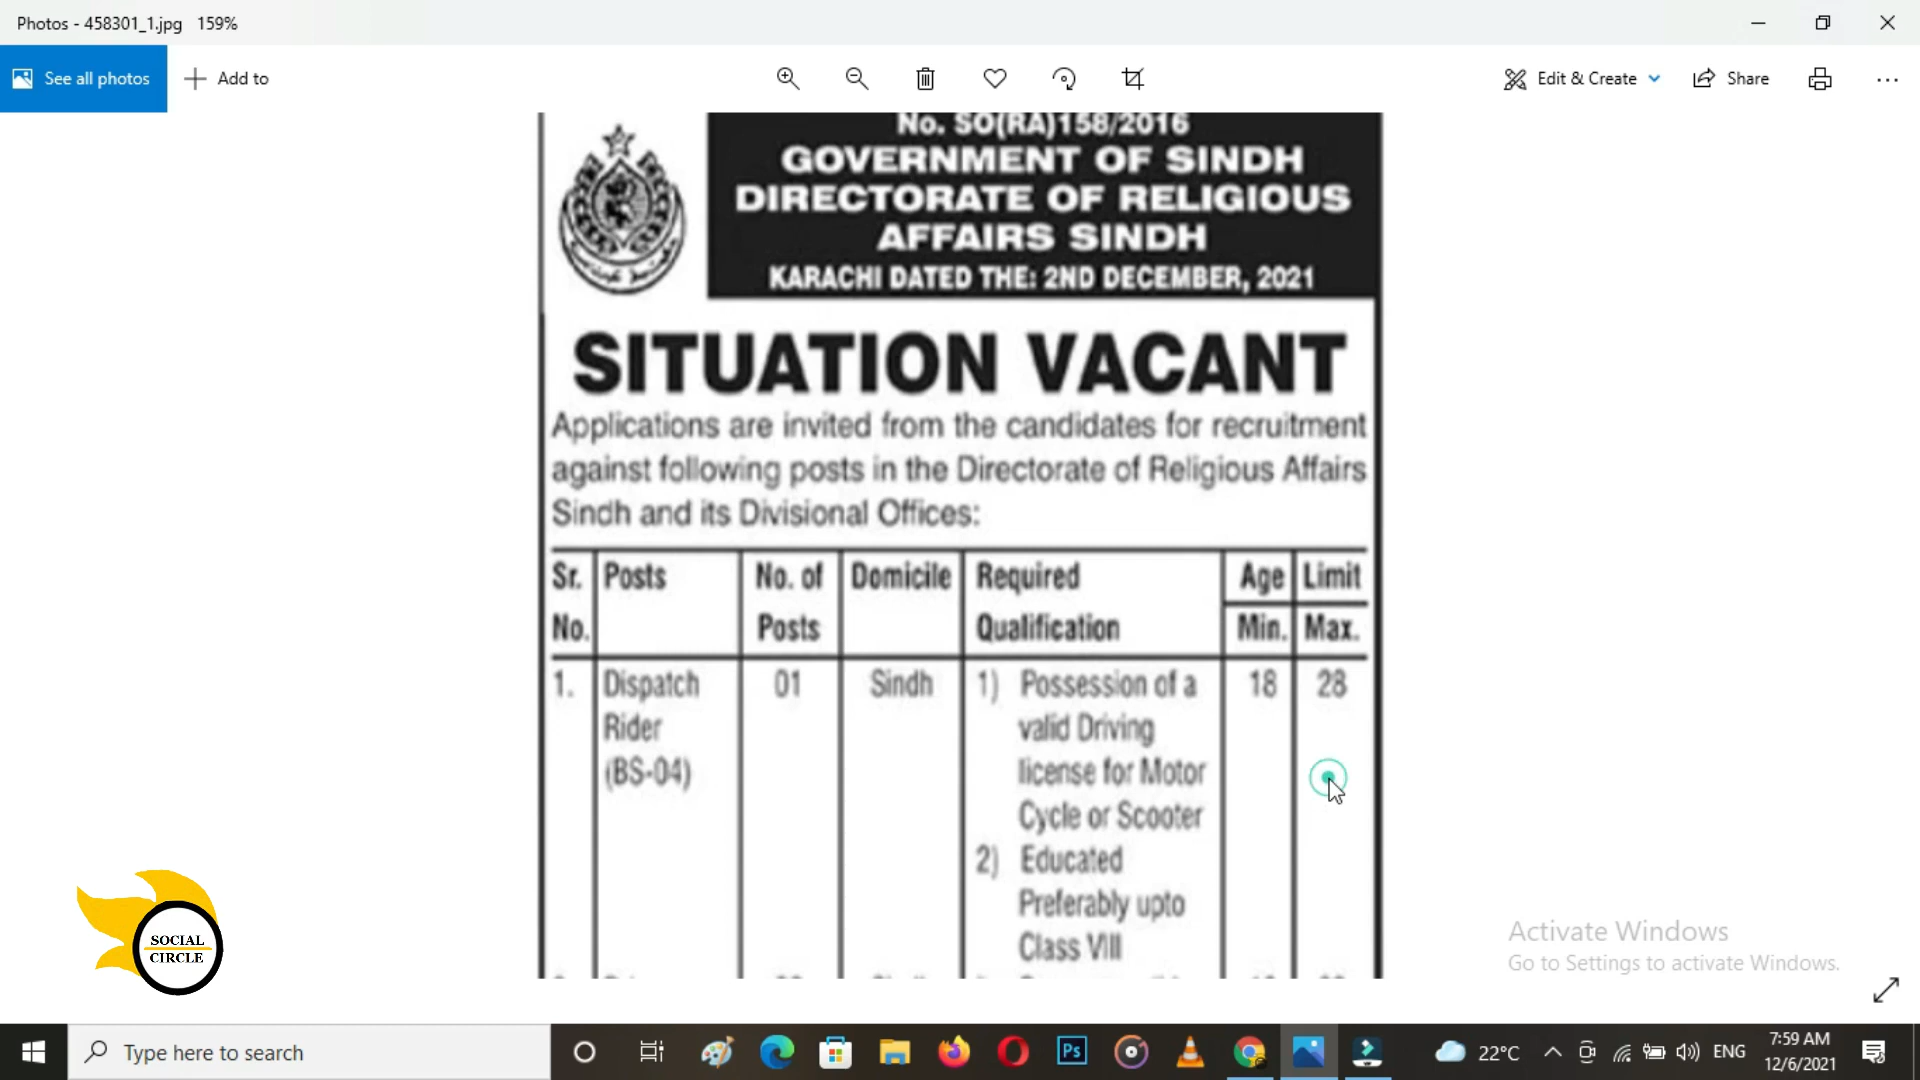 Photos - 458301_1.jpg 159%
See all photos
Add to
Edit & Create
Share
No. SO(RA)158/2016
GOVERNMENT OF SINDH
DIRECTORATE OF RELIGIOUS
AFFAIRS SINDH
KARACHI DATED THE: 2ND DECEMBER, 2021
SITUATION VACANT
Applications are invited from the candidates for recruitment
against following posts in the Directorate of Religious Affairs
Sindh and its Divisional Offices:
Sr. Posts No. of Domicile Required Age Limit
No. Posts Qualification Min. Max.
1. Dispatch 01 Sindh 1) Possession of a 18 28
Rider valid Driving
(BS-04) license for Motor
Cycle or Scooter
2) Educated
Preferably upto
Class VIII
SOCIAL
CIRCLE
Activate Windows
Go to Settings to activate Windows.
Type here to search
Ps
22°C
ENG
7:59 AM
12/6/2021